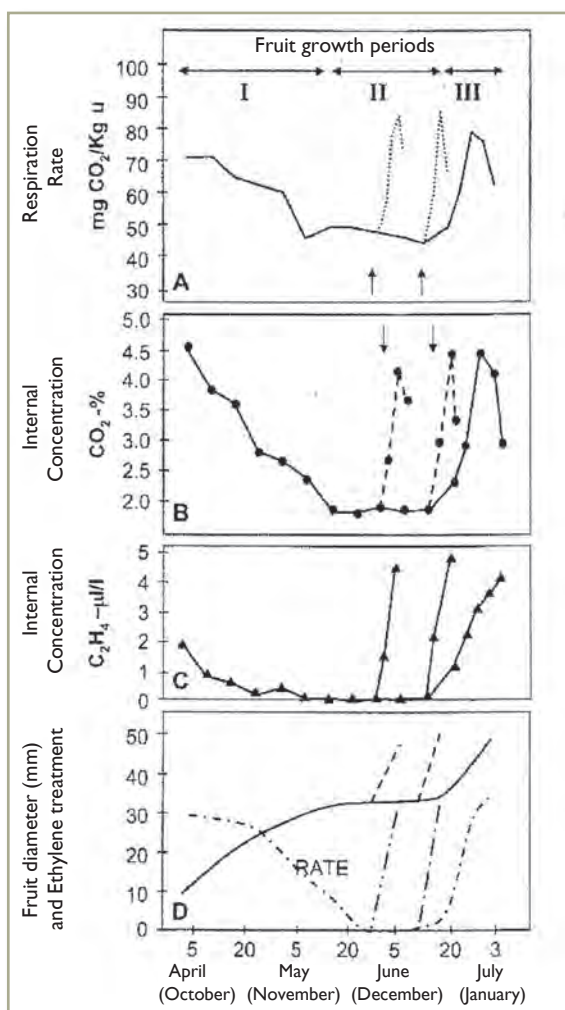 Fruit growth periods
I II III
Respiration
Rate
mg CO₂/Kg u
100
90
80
70
60
50
40
30
A
Internal
Concentration
CO₂-%
5.0
4.5
4.0
3.5
3.0
2.5
2.0
B
Internal
Concentration
C₂H₄–µl/l
5
4
3
2
1
0
C
Fruit diameter (mm)
and Ethylene treatment
50
40
30
20
10
0
RATE
D
5 20 5 20 5 20 3
April May June July
(October) (November) (December) (January)